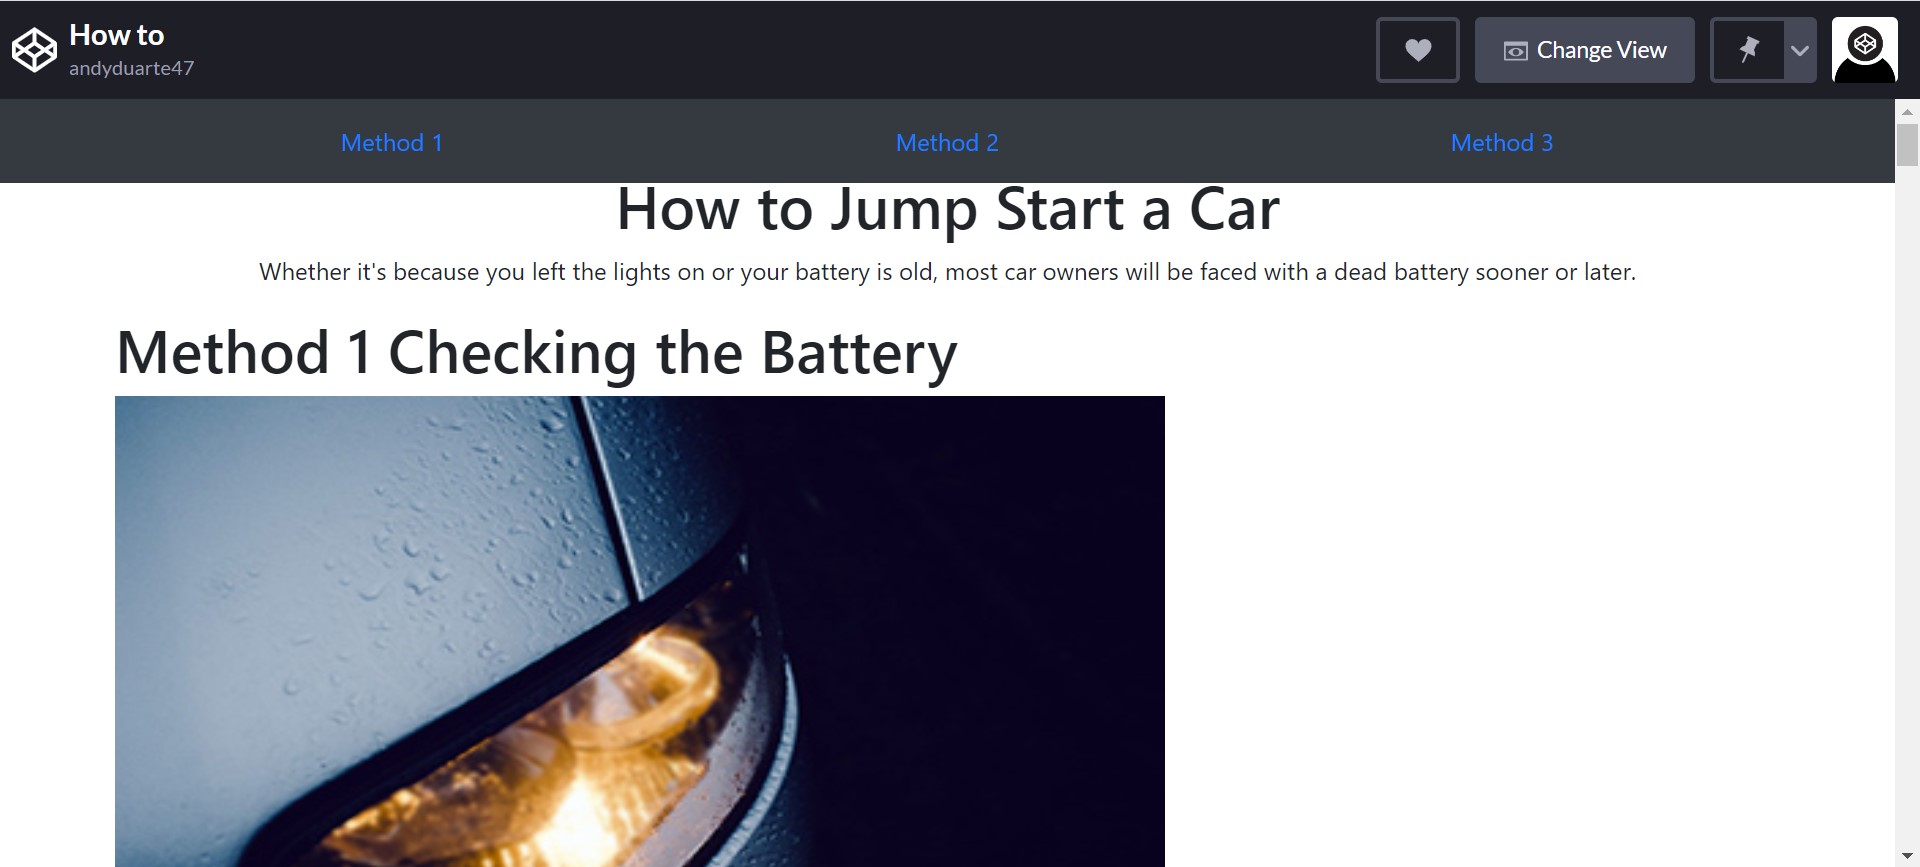 How to
andyduarte47
Change View
Method 1
Method 2
Method 3
How to Jump Start a Car
Whether it's because you left the lights on or your battery is old, most car owners will be faced with a dead battery sooner or later.
Method 1 Checking the Battery